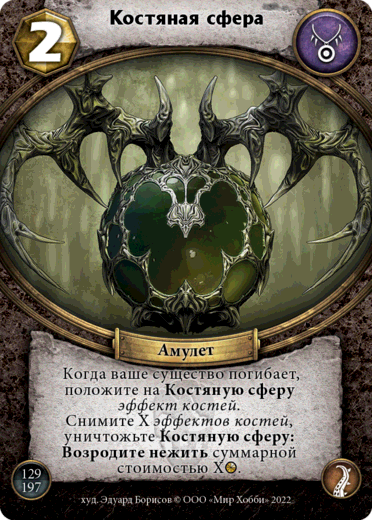 2
Костяная сфера
Амулет
Когда ваше существо погибает,
положите на Костяную сферу
эффект костей.
Снимите X эффектов костей,
уничтожьте Костяную сферу:
Возродите нежить суммарной
стоимостью X.
129
197
худ. Эдуард Борисов © ООО «Мир Хобби» 2022